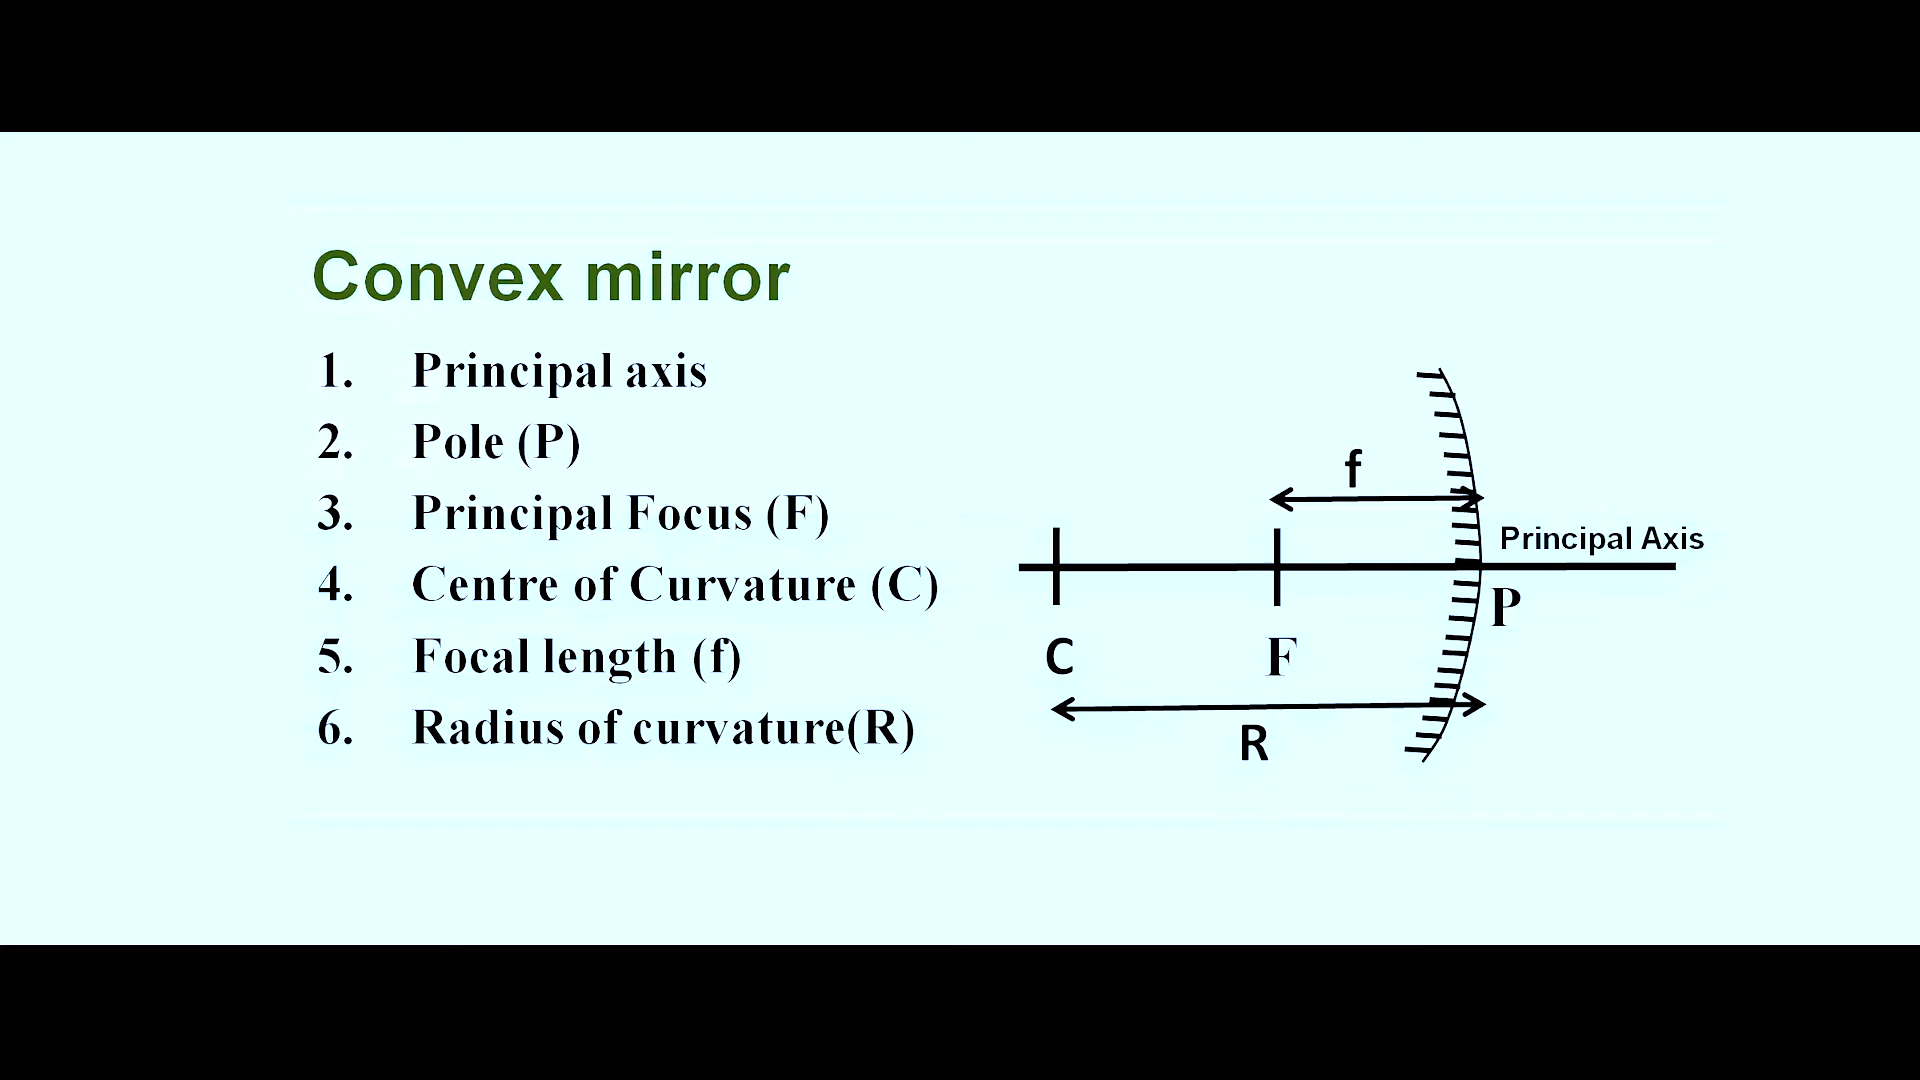 Convex mirror
1. Principal axis
2. Pole (P)
3. Principal Focus (F)
4. Centre of Curvature (C)
5. Focal length (f)
6. Radius of curvature(R)
f
Principal Axis
P
C
F
R